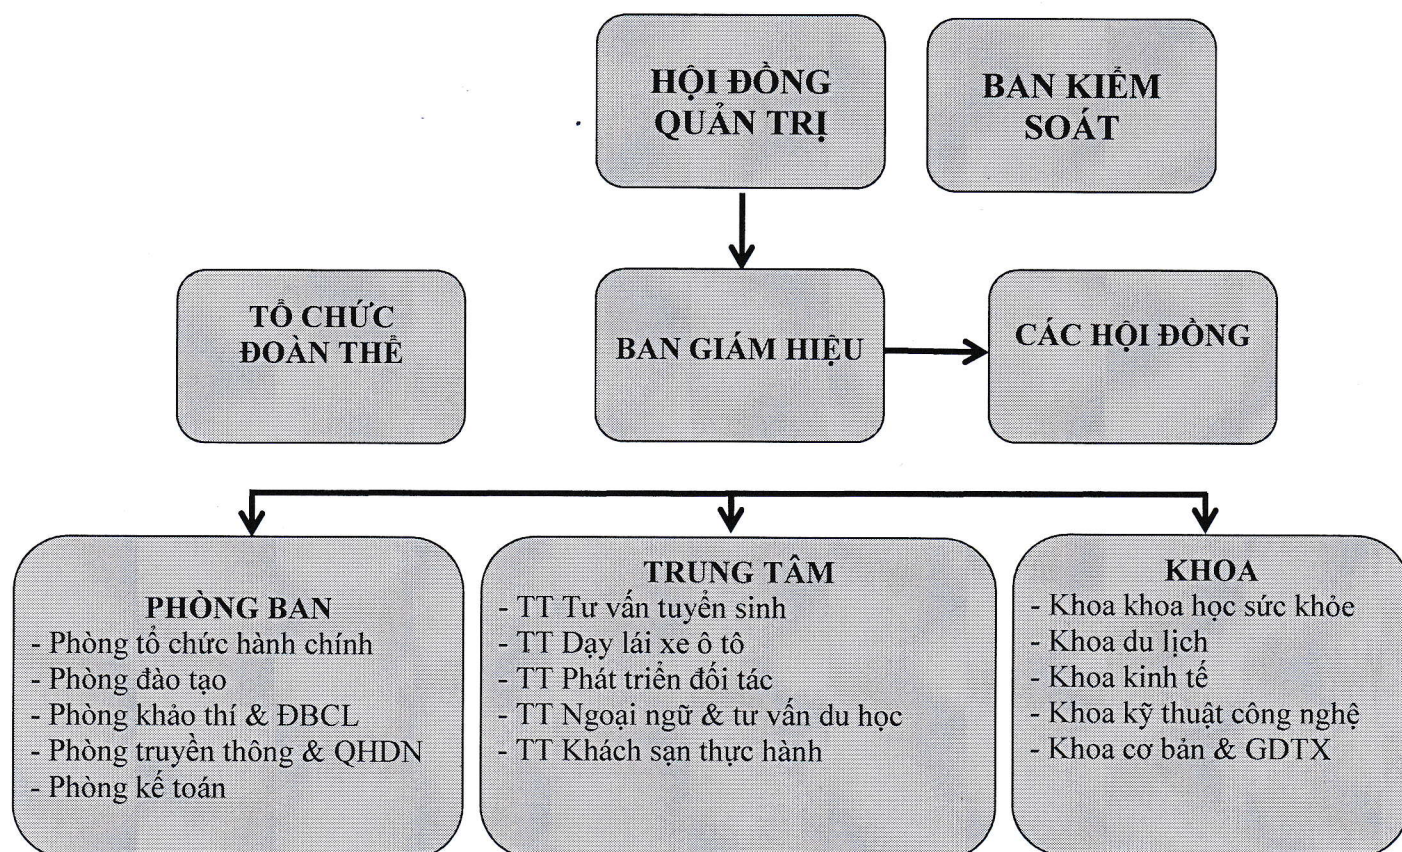 HỘI ĐỒNG
QUẢN TRỊ
BAN KIỂM
SOÁT
TỔ CHỨC
ĐOÀN THỂ
BAN GIÁM HIỆU
CÁC HỘI ĐỒNG
PHÒNG BAN
- Phòng tổ chức hành chính
- Phòng đào tạo
- Phòng khảo thí & ĐBCL
- Phòng truyền thông & QHDN
- Phòng kế toán
TRUNG TÂM
- TT Tư vấn tuyển sinh
- TT Dạy lái xe ô tô
- TT Phát triển đối tác
- TT Ngoại ngữ & tư vấn du học
- TT Khách sạn thực hành
KHOA
- Khoa khoa học sức khỏe
- Khoa du lịch
- Khoa kinh tế
- Khoa kỹ thuật công nghệ
- Khoa cơ bản & GDTX